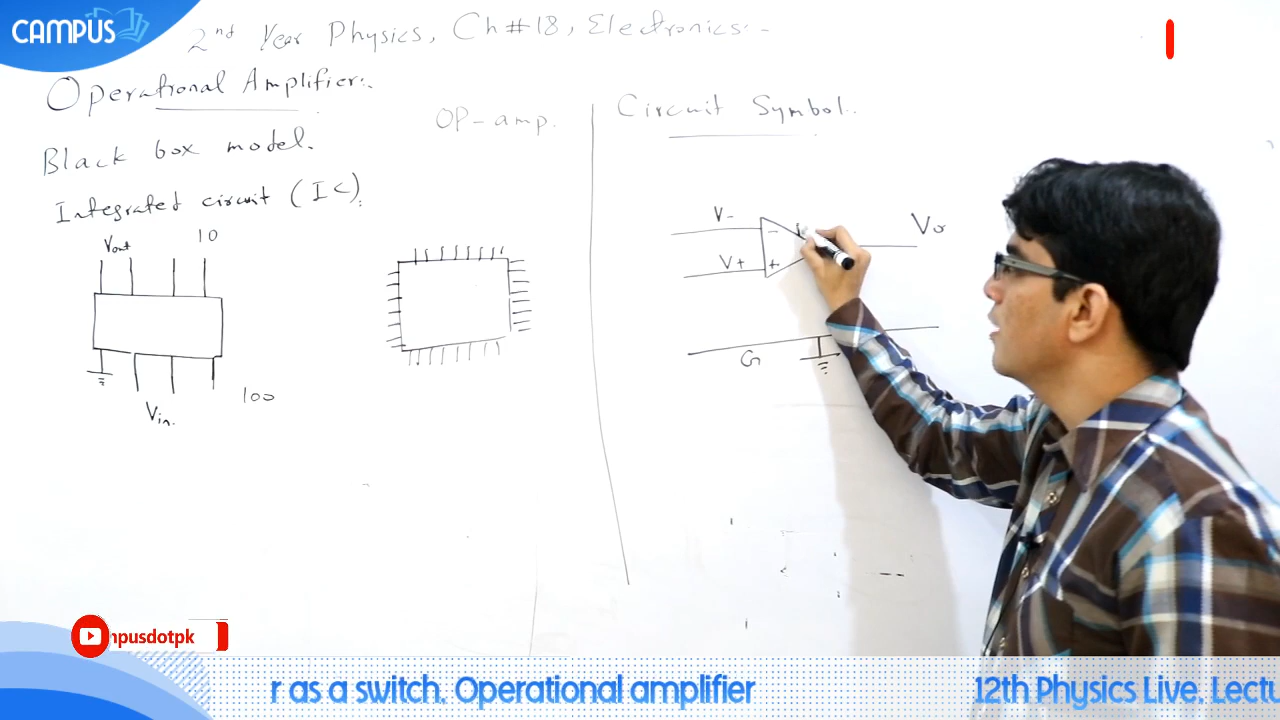 CAMPUS
2nd Year Physics, Ch # 18, Electronics:-
Operational Amplifier:.
OP-amp.
Black box model.
Integrated circuit (IC).
Vout
10
Vin.
100
Circuit Symbol:.
V-
V+
-
+
Vo
G
npusdotpk
r as a switch, Operational amplifier
12th Physics Live, Lectu